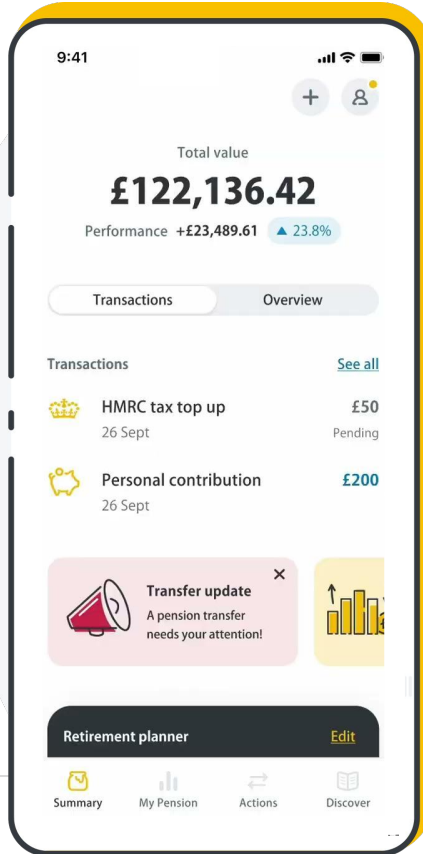 9:41
Total value
£122,136.42
Performance +£23,489.61 ▲ 23.8%
Transactions Overview
Transactions See all
HMRC tax top up £50
26 Sept Pending
Personal contribution £200
26 Sept
Transfer update
A pension transfer
needs your attention!
Retirement planner Edit
Summary My Pension Actions Discover